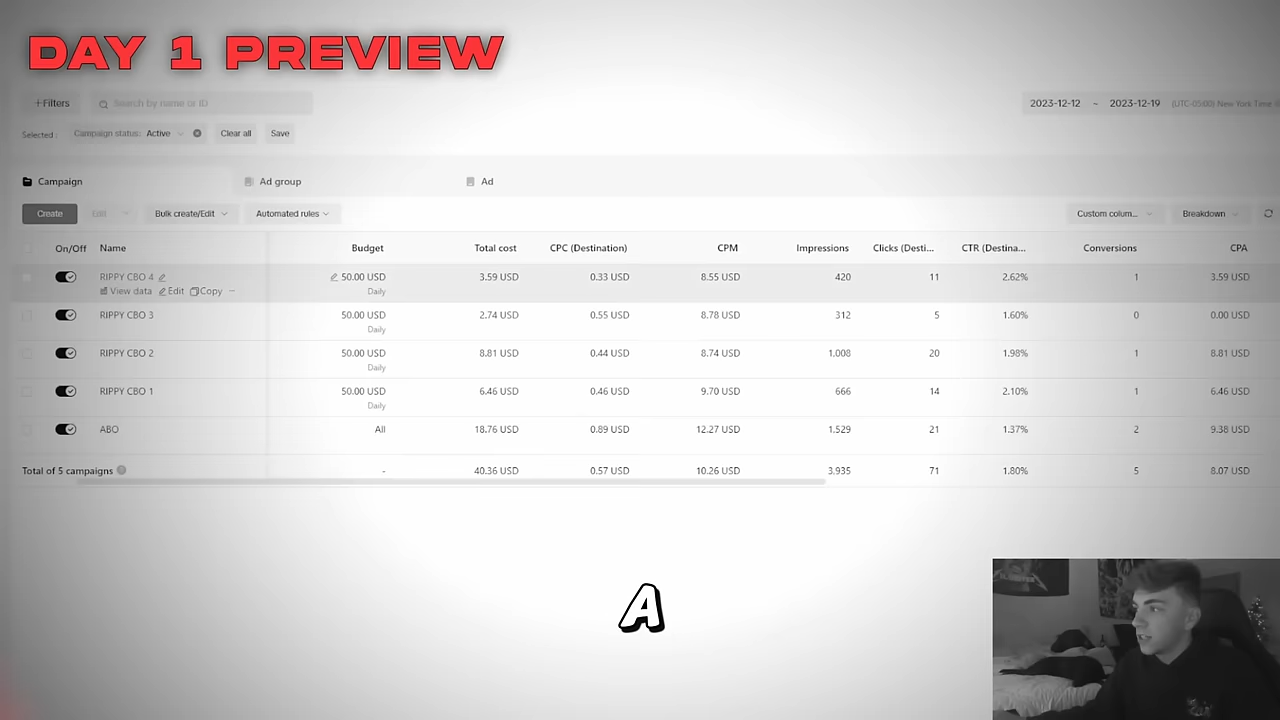 DAY 1 PREVIEW
+Filters Search by name or ID 2023-12-12 ~ 2023-12-19 (UTC-05:00) New York Time
Selected : Campaign status: Active Clear all Save
Campaign Ad group Ad
Create Edit Bulk create/Edit Automated rules Custom colum... Breakdown
On/Off Name Budget Total cost CPC (Destination) CPM Impressions Clicks (Desti... CTR (Destina... Conversions CPA
RIPPY CBO 4 50.00 USD 3.59 USD 0.33 USD 8.55 USD 420 11 2.62% 1 3.59 USD
View data Edit Copy Daily
RIPPY CBO 3 50.00 USD 2.74 USD 0.55 USD 8.78 USD 312 5 1.60% 0 0.00 USD
Daily
RIPPY CBO 2 50.00 USD 8.81 USD 0.44 USD 8.74 USD 1.008 20 1.98% 1 8.81 USD
Daily
RIPPY CBO 1 50.00 USD 6.46 USD 0.46 USD 9.70 USD 666 14 2.10% 1 6.46 USD
Daily
ABO All 18.76 USD 0.89 USD 12.27 USD 1.529 21 1.37% 2 9.38 USD
Total of 5 campaigns - 40.36 USD 0.57 USD 10.26 USD 3.935 71 1.80% 5 8.07 USD
A